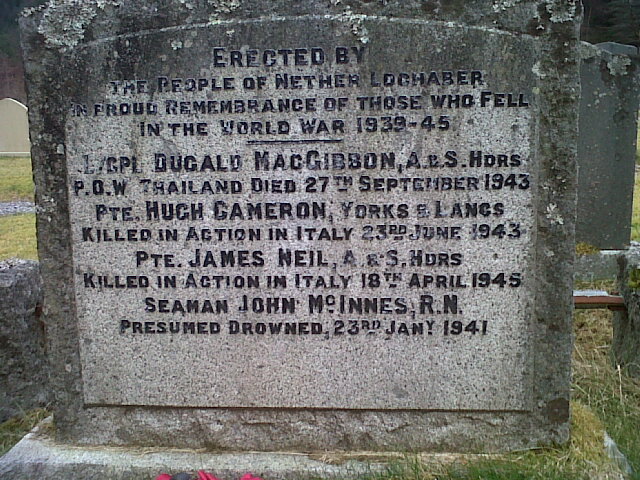 ERECTED BY
THE PEOPLE OF NETHER LOCHABER
IN PROUD REMEMBRANCE OF THOSE WHO FELL
IN THE WORLD WAR 1939-45
L/CPL DUGALD MACGIBBON, A & S. HDRS
P.O.W THAILAND DIED 27TH SEPTEMBER 1943
PTE. HUGH CAMERON, YORKS & LANCS
KILLED IN ACTION IN ITALY 23RD JUNE 1943
PTE. JAMES NEIL, A & S. HDRS
KILLED IN ACTION IN ITALY 18TH APRIL 1945
SEAMAN JOHN MCINNES, R.N.
PRESUMED DROWNED, 23RD JANY 1941